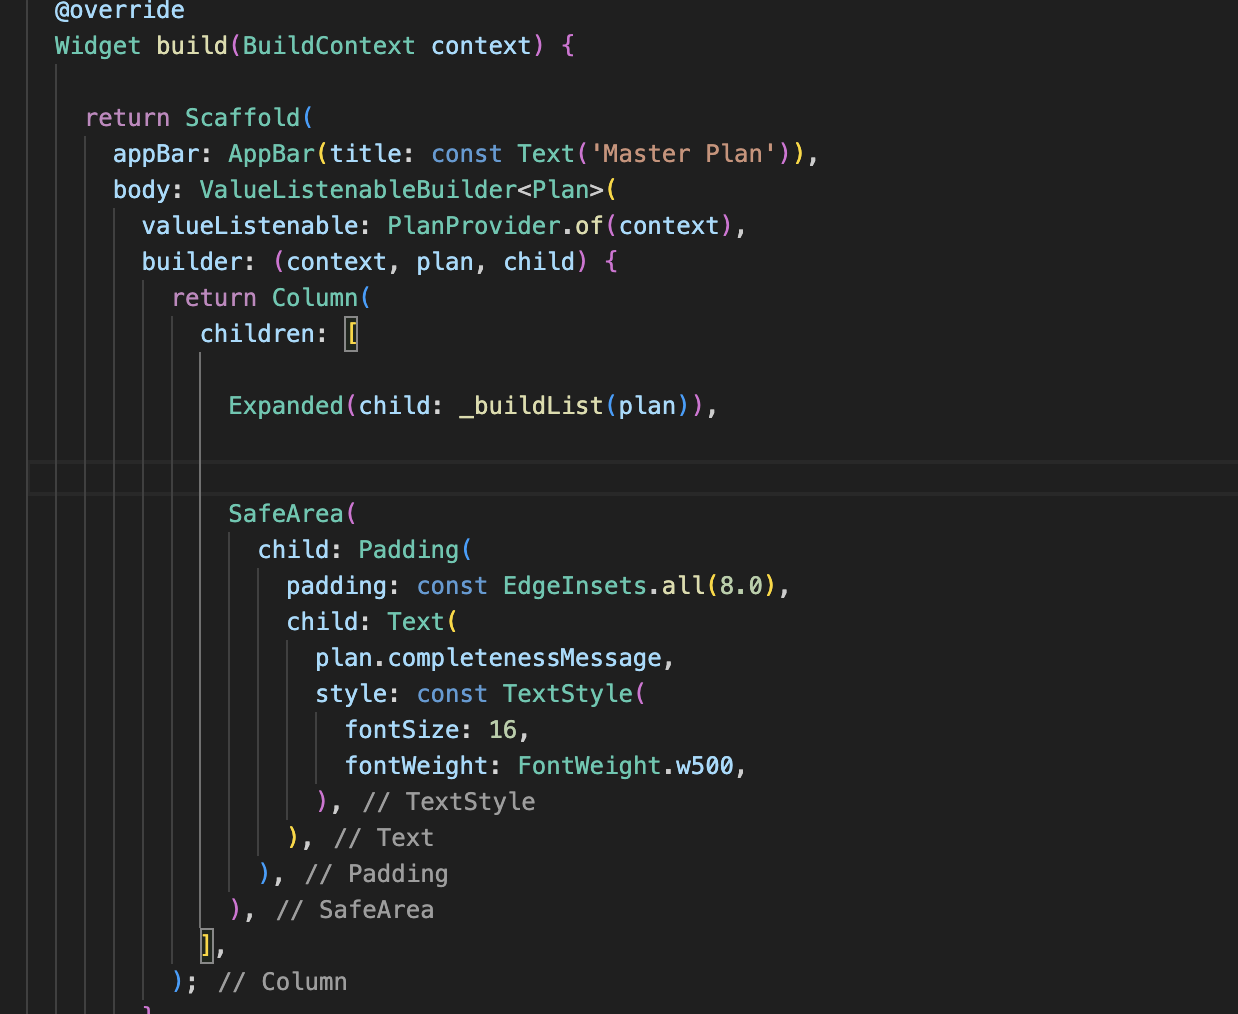 @override
Widget build(BuildContext context) {
return Scaffold(
appBar: AppBar(title: const Text('Master Plan')),
body: ValueListenableBuilder<Plan>(
valueListenable: PlanProvider.of(context),
builder: (context, plan, child) {
return Column(
children: [
Expanded(child: _buildList(plan)),
SafeArea(
child: Padding(
padding: const EdgeInsets.all(8.0),
child: Text(
plan.completenessMessage,
style: const TextStyle(
fontSize: 16,
fontWeight: FontWeight.w500,
), // TextStyle
), // Text
), // Padding
), // SafeArea
],
); // Column
}